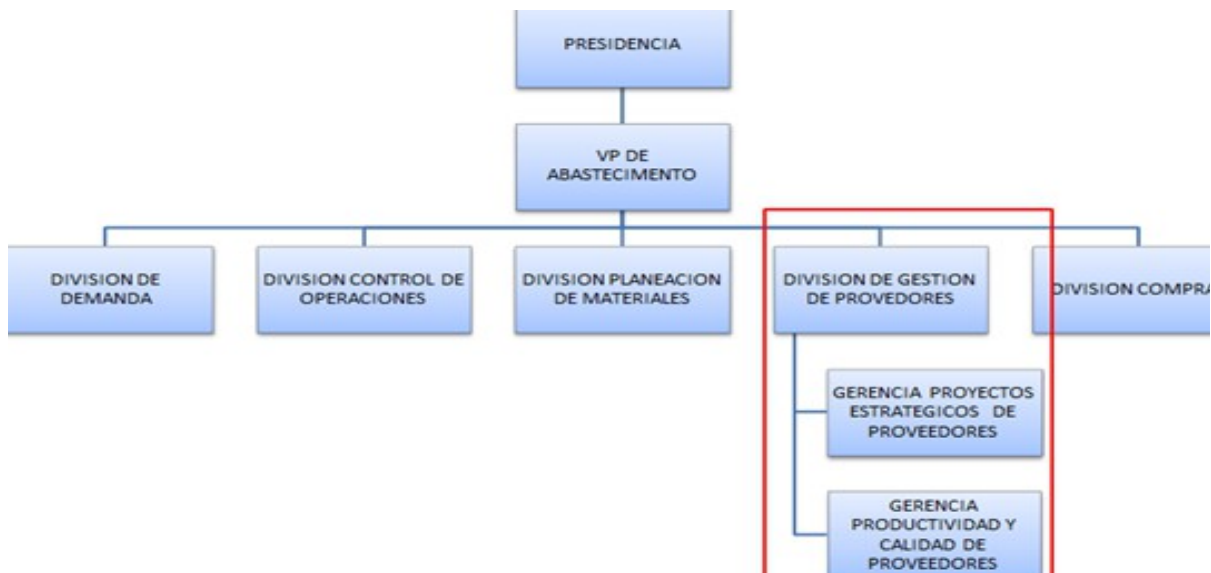 PRESIDENCIA
VP DE
ABASTECIMENTO
DIVISION DE
DEMANDA
DIVISION CONTROL DE
OPERACIONES
DIVISION PLANEACION
DE MATERIALES
DIVISION DE GESTION
DE PROVEDORES
DIVISION COMPRA
GERENCIA PROYECTOS
ESTRATEGICOS DE
PROVEEDORES
GERENCIA
PRODUCTIVIDAD Y
CALIDAD DE
PROVEEDORES